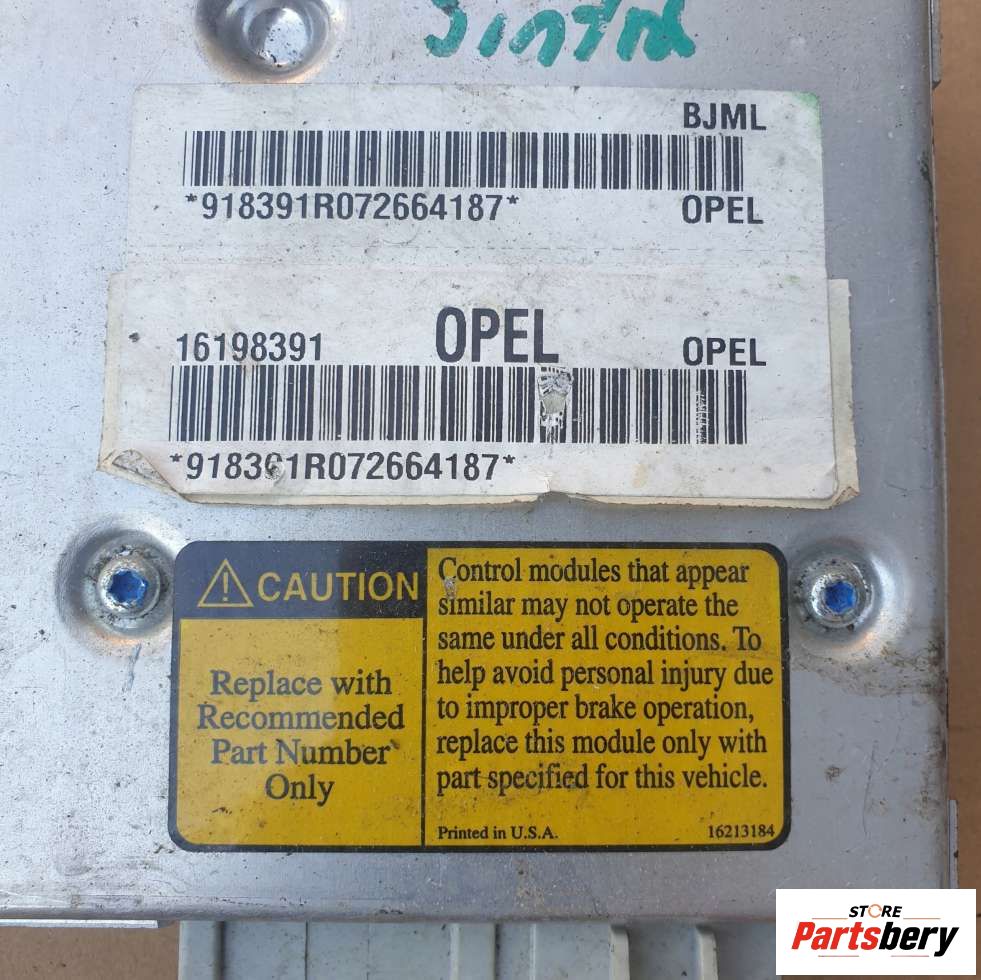 Sintra
BJML
*918391R072664187*
OPEL
16198391
OPEL
OPEL
*918391R072664187*
CAUTION
Replace with
Recommended
Part Number
Only
Control modules that appear
similar may not operate the
same under all conditions. To
help avoid personal injury due
to improper brake operation,
replace this module only with
part specified for this vehicle.
Printed in U.S.A.
16213184
STORE
Partsbery